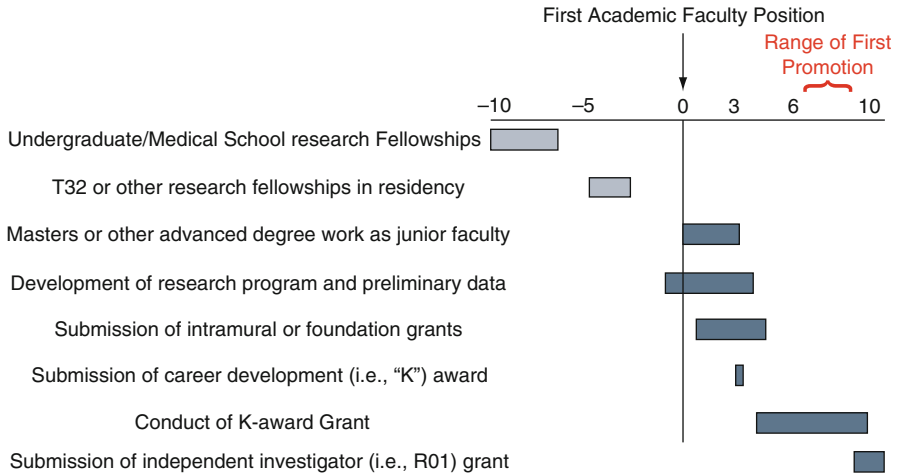 First Academic Faculty Position
Range of First
Promotion
–10 –5 0 3 6 10
Undergraduate/Medical School research Fellowships
T32 or other research fellowships in residency
Masters or other advanced degree work as junior faculty
Development of research program and preliminary data
Submission of intramural or foundation grants
Submission of career development (i.e., “K”) award
Conduct of K-award Grant
Submission of independent investigator (i.e., R01) grant